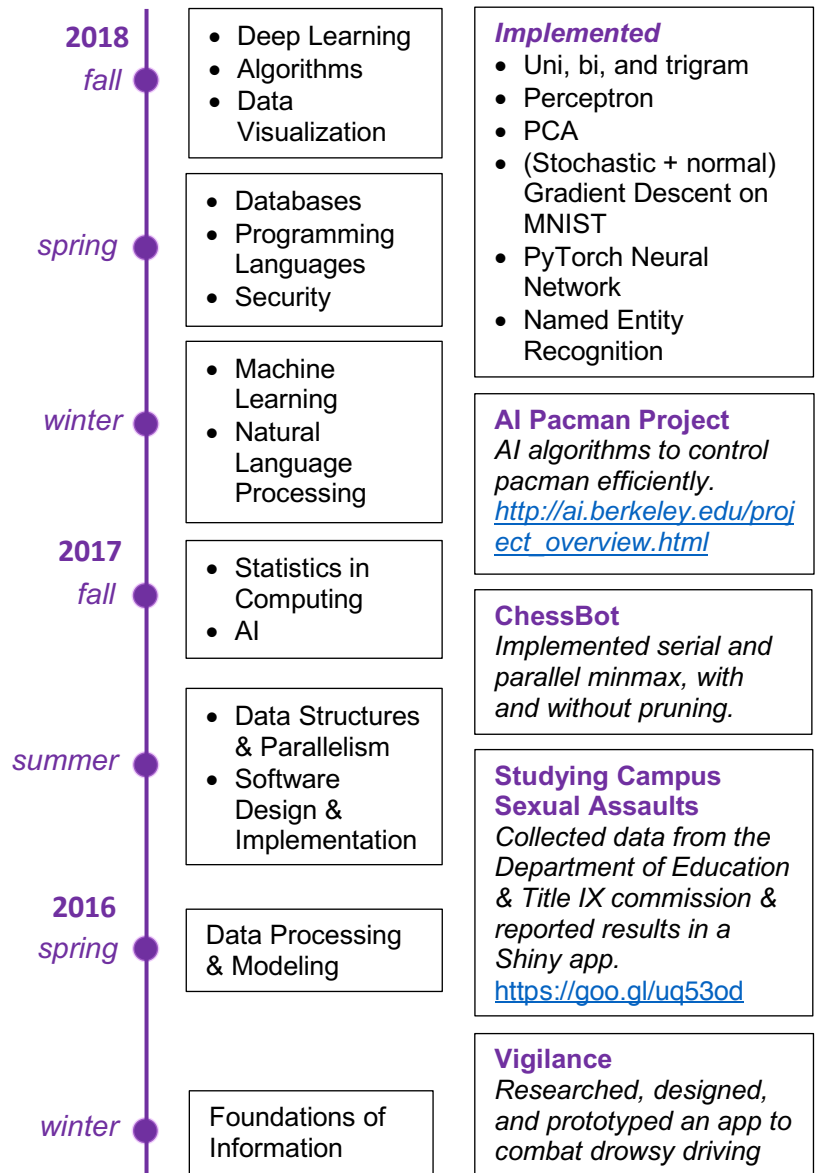 2018
fall
• Deep Learning
• Algorithms
• Data
Visualization
spring
• Databases
• Programming
Languages
• Security
winter
• Machine
Learning
• Natural
Language
Processing
2017
fall
• Statistics in
Computing
• AI
summer
• Data Structures
& Parallelism
• Software
Design &
Implementation
2016
spring
Data Processing
& Modeling
winter
Foundations of
Information
Implemented
• Uni, bi, and trigram
• Perceptron
• PCA
• (Stochastic + normal)
Gradient Descent on
MNIST
• PyTorch Neural
Network
• Named Entity
Recognition
AI Pacman Project
AI algorithms to control
pacman efficiently.
http://ai.berkeley.edu/proj
ect_overview.html
ChessBot
Implemented serial and
parallel minmax, with
and without pruning.
Studying Campus
Sexual Assaults
Collected data from the
Department of Education
& Title IX commission &
reported results in a
Shiny app.
https://goo.gl/uq53od
Vigilance
Researched, designed,
and prototyped an app to
combat drowsy driving